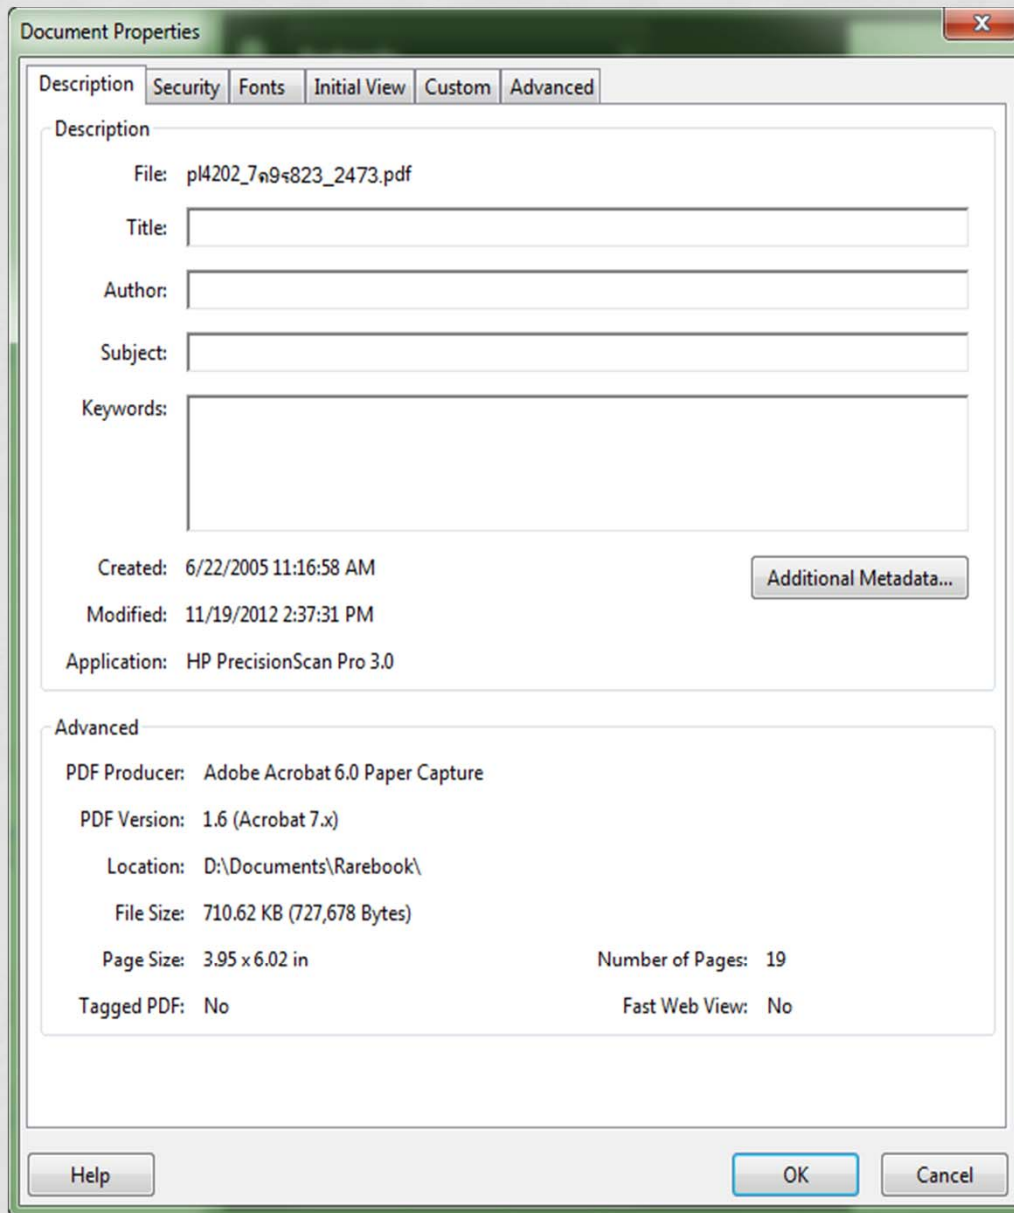 Document Properties
Description Security Fonts Initial View Custom Advanced
Description
File: pl4202_7ค9ร823_2473.pdf
Title:
Author:
Subject:
Keywords:
Created: 6/22/2005 11:16:58 AM
Additional Metadata...
Modified: 11/19/2012 2:37:31 PM
Application: HP PrecisionScan Pro 3.0
Advanced
PDF Producer: Adobe Acrobat 6.0 Paper Capture
PDF Version: 1.6 (Acrobat 7.x)
Location: D:\Documents\Rarebook\
File Size: 710.62 KB (727,678 Bytes)
Page Size: 3.95 x 6.02 in Number of Pages: 19
Tagged PDF: No Fast Web View: No
Help OK Cancel